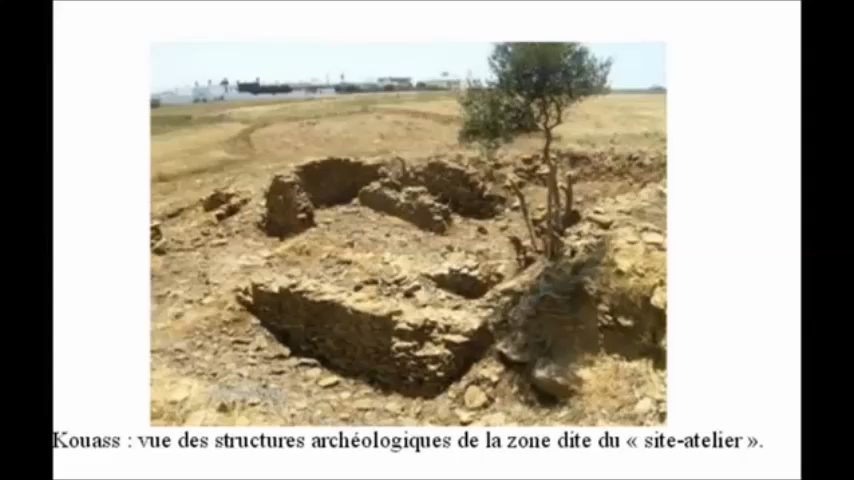 Kouass : vue des structures archéologiques de la zone dite du « site-atelier ».